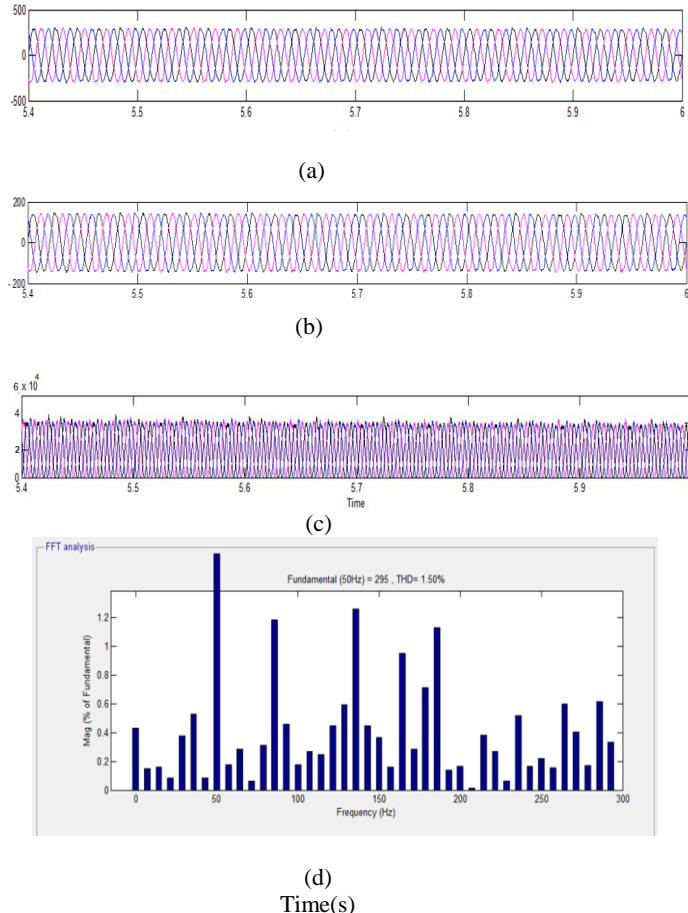 500
0
-500
5.4 5.5 5.6 5.7 5.8 5.9 6
(a)
200
0
- 200
5.4 5.5 5.6 5.7 5.8 5.9 6
(b)
6 x 10^4
4
2
0
5.4 5.5 5.6 5.7 5.8 5.9
Time
(c)
FFT analysis
Fundamental (50Hz) = 295 , THD= 1.50%
Mag (% of Fundamental)
1.2
1
0.8
0.6
0.4
0.2
0
0 50 100 150 200 250 300
Frequency (Hz)
(d)
Time(s)